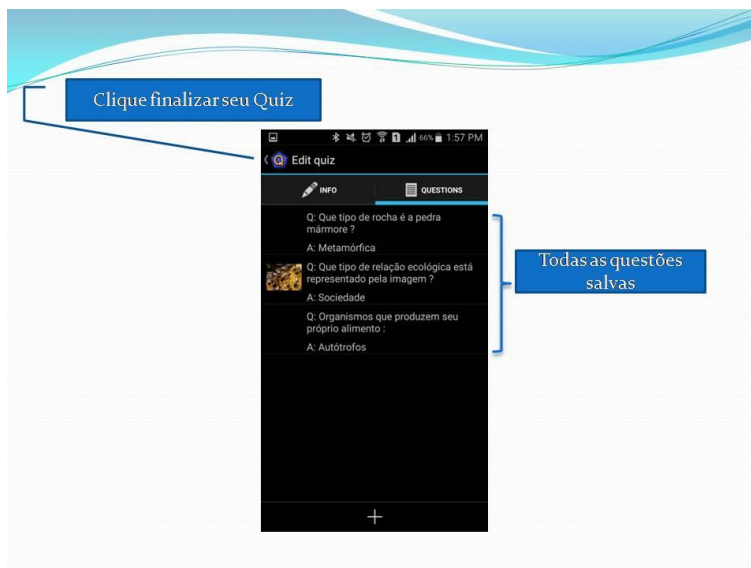 Clique finalizar seu Quiz
1
66%
1:57 PM
Q
Edit quiz
INFO
QUESTIONS
Q: Que tipo de rocha é a pedra
mármore ?
A: Metamórfica
Q: Que tipo de relação ecológica está
representado pela imagem ?
A: Sociedade
Q: Organismos que produzem seu
próprio alimento :
A: Autótrofos
Todas as questões
salvas